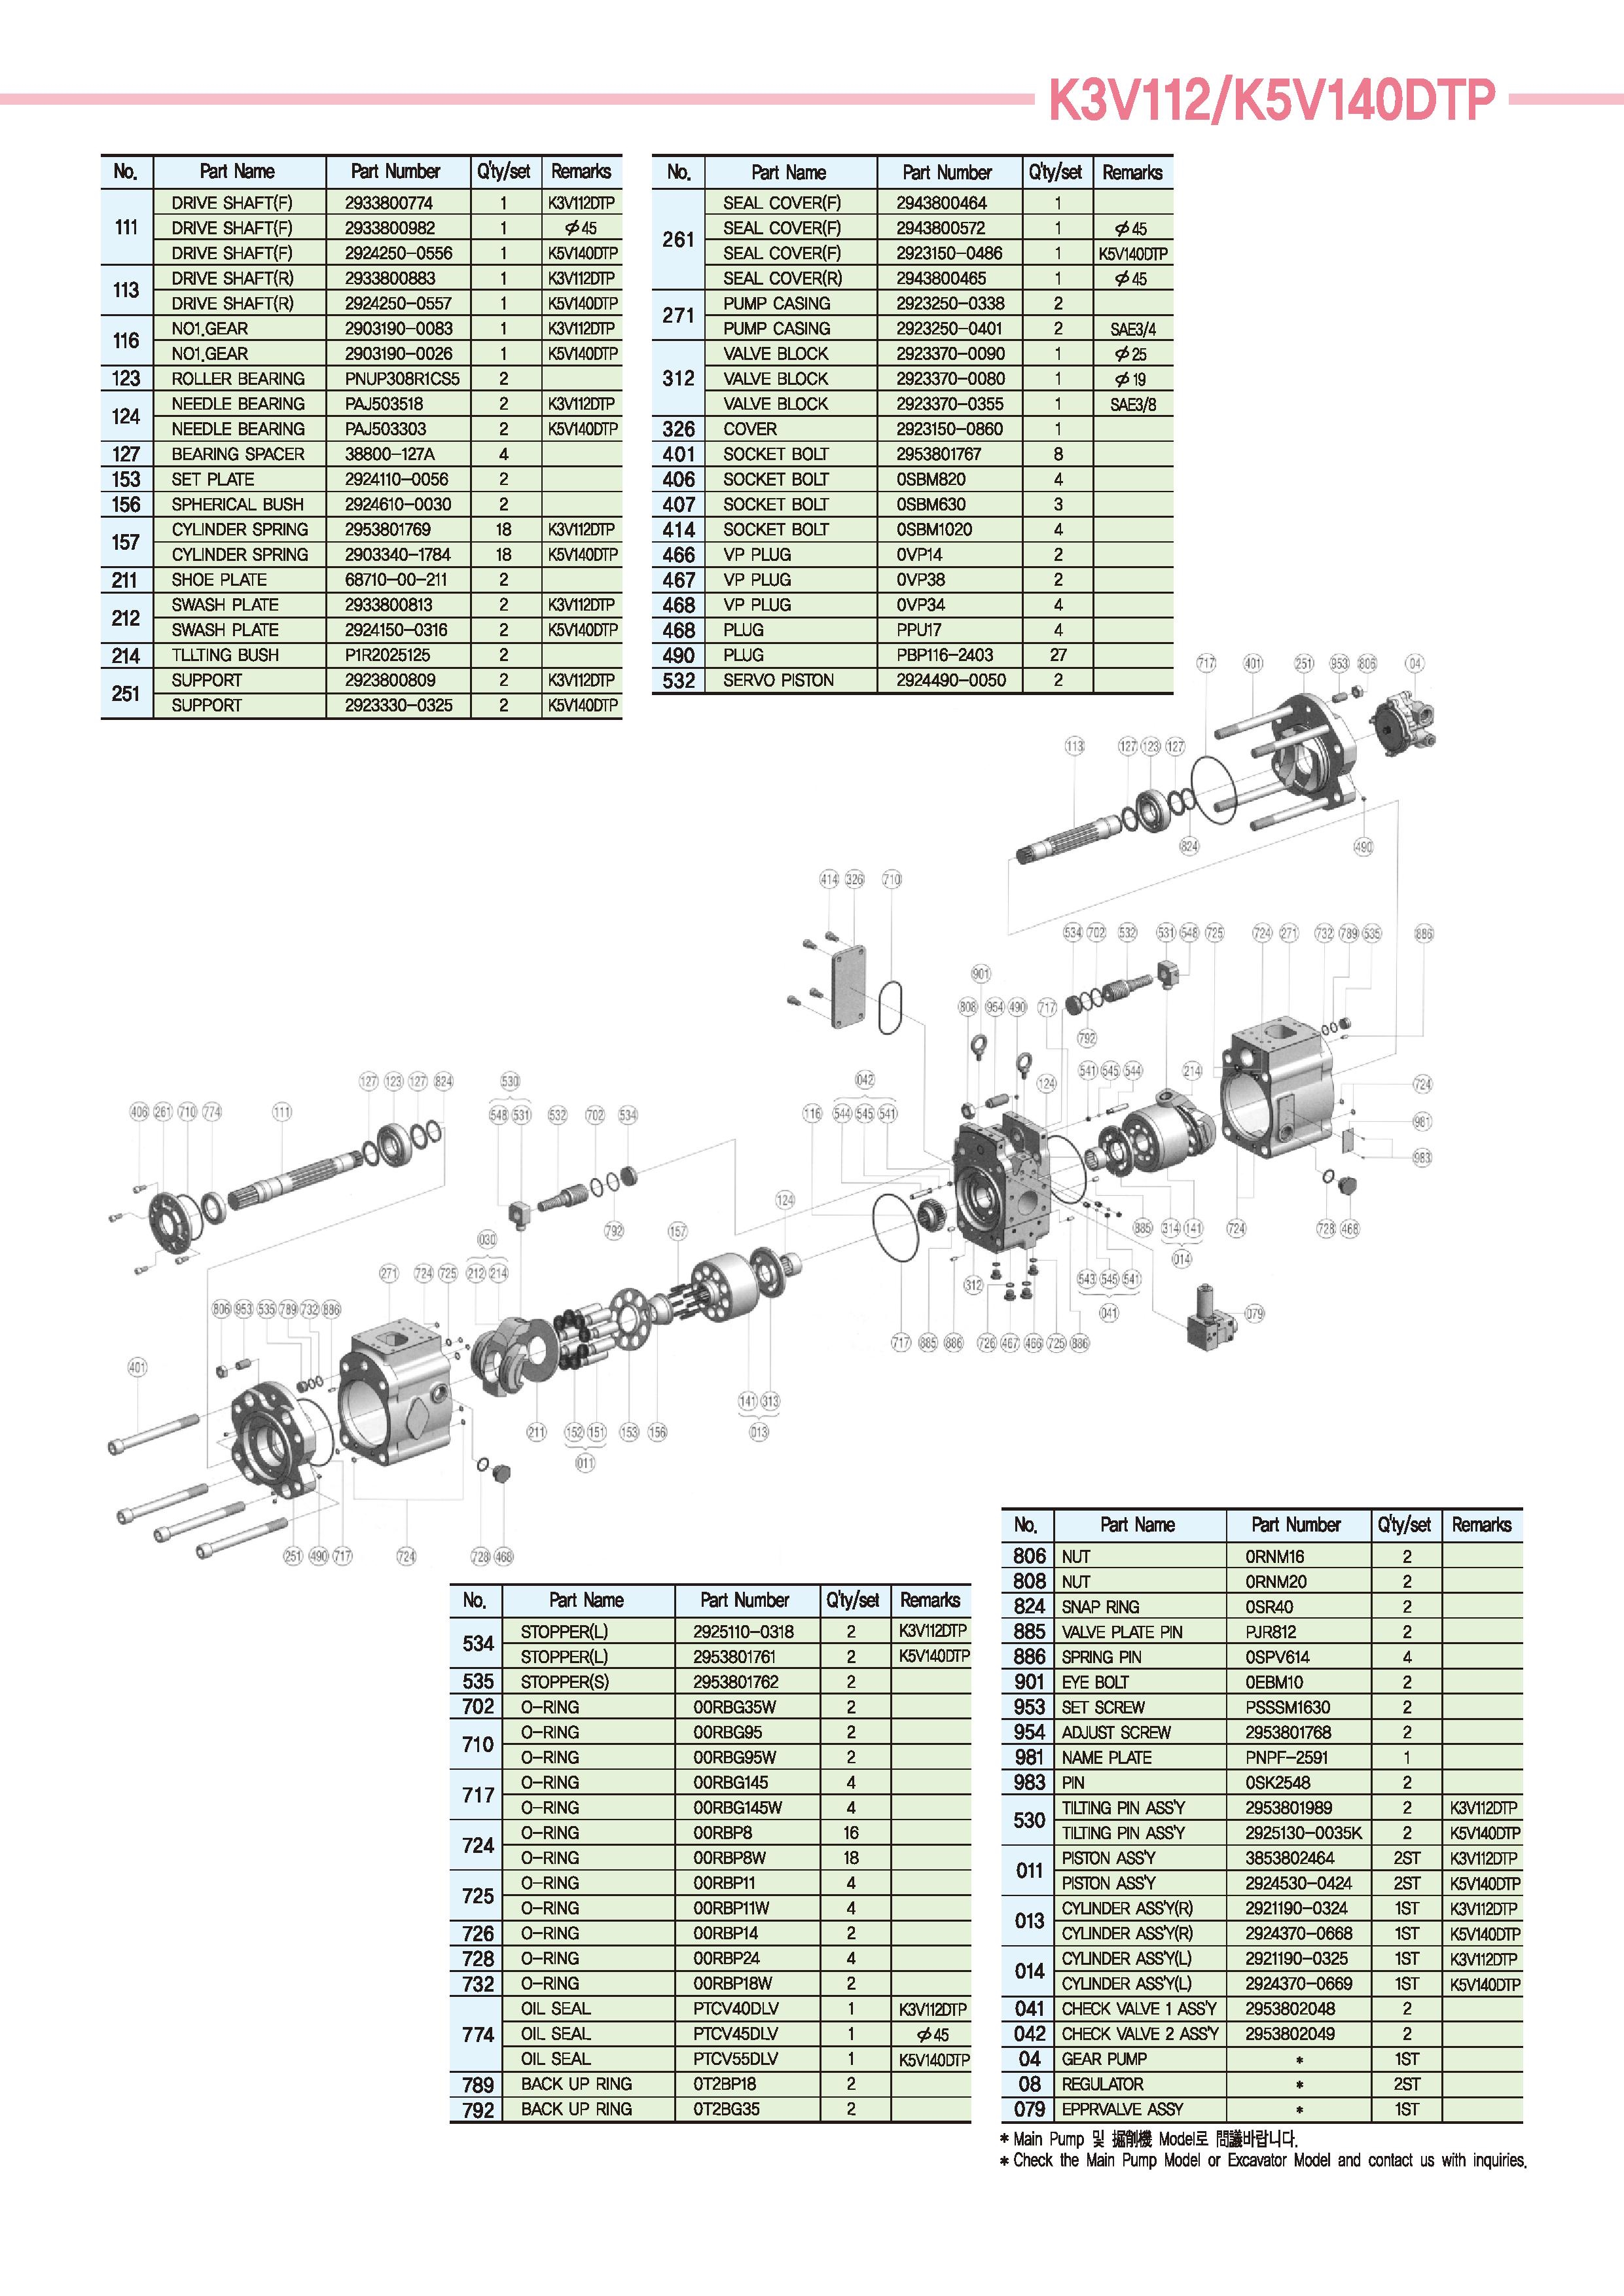 K3V112/K5V140DTP
No. Part Name Part Number Q'ty/set Remarks
111 DRIVE SHAFT(F) 2933800774 1 K3V112DTP
DRIVE SHAFT(F) 2933800982 1 ϕ45
DRIVE SHAFT(F) 2924250-0556 1 K5V140DTP
113 DRIVE SHAFT(R) 2933800883 1 K3V112DTP
DRIVE SHAFT(R) 2924250-0557 1 K5V140DTP
116 NO1.GEAR 2903190-0083 1 K3V112DTP
NO1.GEAR 2903190-0026 1 K5V140DTP
123 ROLLER BEARING PNUP308R1CS5 2
124 NEEDLE BEARING PAJ503518 2 K3V112DTP
NEEDLE BEARING PAJ503303 2 K5V140DTP
127 BEARING SPACER 38800-127A 4
153 SET PLATE 2924110-0056 2
156 SPHERICAL BUSH 2924610-0030 2
157 CYLINDER SPRING 2953801769 18 K3V112DTP
CYLINDER SPRING 2903340-1784 18 K5V140DTP
211 SHOE PLATE 68710-00-211 2
212 SWASH PLATE 2933800813 2 K3V112DTP
SWASH PLATE 2924150-0316 2 K5V140DTP
214 TLLTING BUSH P1R2025125 2
251 SUPPORT 2923800809 2 K3V112DTP
SUPPORT 2923330-0325 2 K5V140DTP
No. Part Name Part Number Q'ty/set Remarks
261 SEAL COVER(F) 2943800464 1
SEAL COVER(F) 2943800572 1 ϕ45
SEAL COVER(F) 2923150-0486 1 K5V140DTP
SEAL COVER(R) 2943800465 1 ϕ45
271 PUMP CASING 2923250-0338 2
PUMP CASING 2923250-0401 2 SAE3/4
312 VALVE BLOCK 2923370-0090 1 ϕ25
VALVE BLOCK 2923370-0080 1 ϕ19
VALVE BLOCK 2923370-0355 1 SAE3/8
326 COVER 2923150-0860 1
401 SOCKET BOLT 2953801767 8
406 SOCKET BOLT 0SBM820 4
407 SOCKET BOLT 0SBM630 3
414 SOCKET BOLT 0SBM1020 4
466 VP PLUG 0VP14 2
467 VP PLUG 0VP38 2
468 VP PLUG 0VP34 4
468 PLUG PPU17 4
490 PLUG PBP116-2403 27
532 SERVO PISTON 2924490-0050 2
717 401 251 953 806 04
113 127 123 127
824 490
414 326 710
534 702 532 531 548 725 724 271 732 789 535 886
901
808 954 490 717
792
127 123 127 824 530 042 124 541 545 544 214 724
406 261 710 774 111 548 531 532 702 534 116 544 545 541 981
983
124
792 157 885 314 141 724 728 468
030 014
271 724 725 212 214 312 543 545 541
806 953 535 789 732 886 041 079
717 885 886 726 467 466 725 886
401
141 313
211 152 151 153 156 013
011
251 490 717 724 728 468
No. Part Name Part Number Q'ty/set Remarks
534 STOPPER(L) 2925110-0318 2 K3V112DTP
STOPPER(L) 2953801761 2 K5V140DTP
535 STOPPER(S) 2953801762 2
702 O-RING 00RBG35W 2
710 O-RING 00RBG95 2
O-RING 00RBG95W 2
717 O-RING 00RBG145 4
O-RING 00RBG145W 4
724 O-RING 00RBP8 16
O-RING 00RBP8W 18
725 O-RING 00RBP11 4
O-RING 00RBP11W 4
726 O-RING 00RBP14 2
728 O-RING 00RBP24 4
732 O-RING 00RBP18W 2
774 OIL SEAL PTCV40DLV 1 K3V112DTP
OIL SEAL PTCV45DLV 1 ϕ45
OIL SEAL PTCV55DLV 1 K5V140DTP
789 BACK UP RING 0T2BP18 2
792 BACK UP RING 0T2BG35 2
No. Part Name Part Number Q'ty/set Remarks
806 NUT 0RNM16 2
808 NUT 0RNM20 2
824 SNAP RING 0SR40 2
885 VALVE PLATE PIN PJR812 2
886 SPRING PIN 0SPV614 4
901 EYE BOLT 0EBM10 2
953 SET SCREW PSSSM1630 2
954 ADJUST SCREW 2953801768 2
981 NAME PLATE PNPF-2591 1
983 PIN 0SK2548 2
530 TILTING PIN ASS'Y 2953801989 2 K3V112DTP
TILTING PIN ASS'Y 2925130-0035K 2 K5V140DTP
011 PISTON ASS'Y 3853802464 2ST K3V112DTP
PISTON ASS'Y 2924530-0424 2ST K5V140DTP
013 CYLINDER ASS'Y(R) 2921190-0324 1ST K3V112DTP
CYLINDER ASS'Y(R) 2924370-0668 1ST K5V140DTP
014 CYLINDER ASS'Y(L) 2921190-0325 1ST K3V112DTP
CYLINDER ASS'Y(L) 2924370-0669 1ST K5V140DTP
041 CHECK VALVE 1 ASS'Y 2953802048 2
042 CHECK VALVE 2 ASS'Y 2953802049 2
04 GEAR PUMP * 1ST
08 REGULATOR * 2ST
079 EPPRVALVE ASSY * 1ST
* Main Pump 및 掘削機 Model로 問議바랍니다.
* Check the Main Pump Model or Excavator Model and contact us with inquiries.